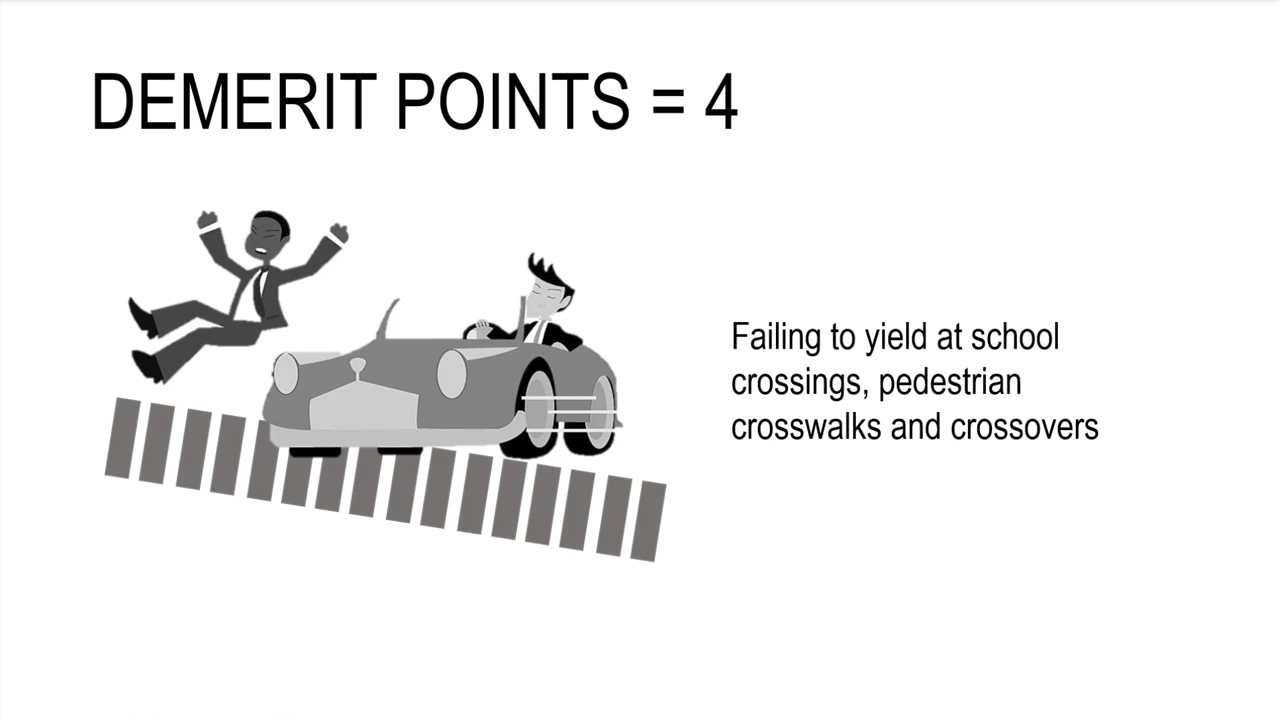 DEMERIT POINTS = 4
Failing to yield at school
crossings, pedestrian
crosswalks and crossovers